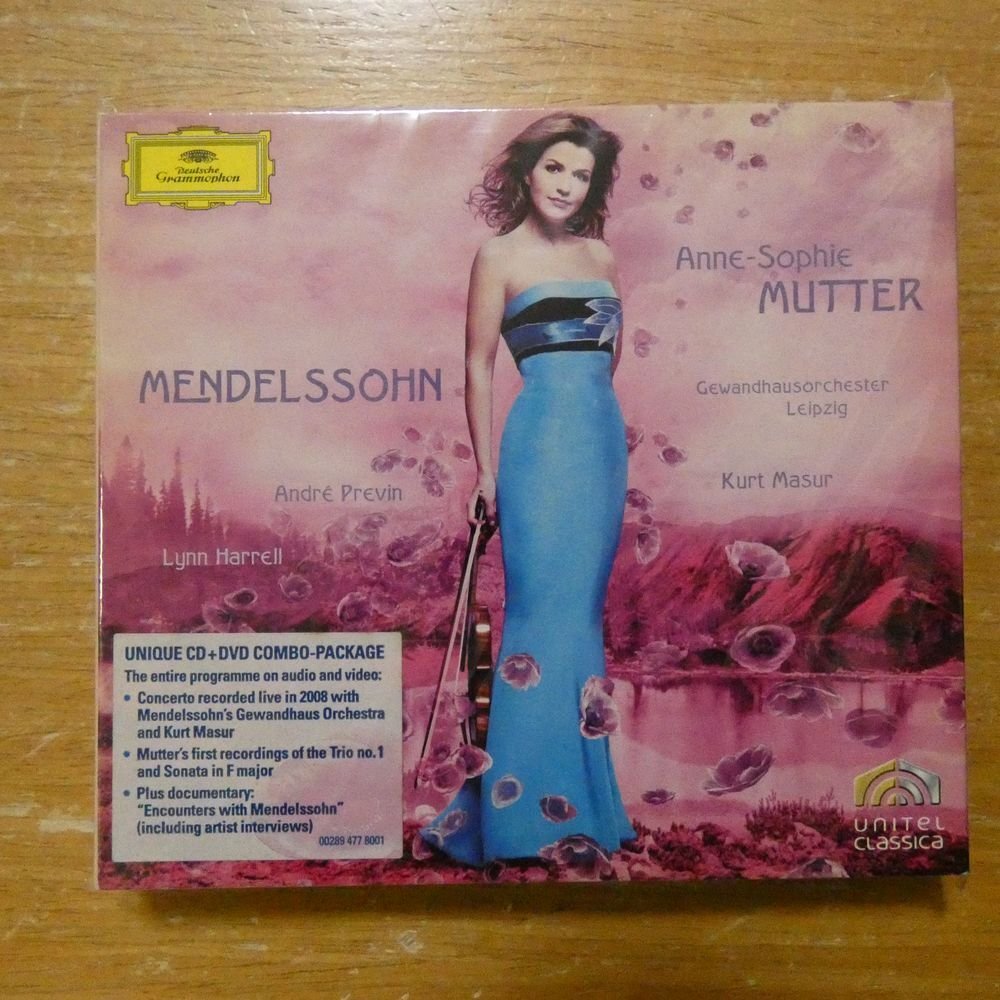 Deutsche
Grammophon
Anne-Sophie
MUTTER
MENDELSSOHN
Gewandhausorchester
Leipzig
André Previn
Kurt Masur
Lynn Harrell
UNIQUE CD+DVD COMBO-PACKAGE
The entire programme on audio and video:
• Concerto recorded live in 2008 with
Mendelssohn's Gewandhaus Orchestra
and Kurt Masur
• Mutter's first recordings of the Trio no. 1
and Sonata in F major
• Plus documentary:
"Encounters with Mendelssohn"
(including artist interviews)
00289 477 8001
UNITEL
CLASSICA